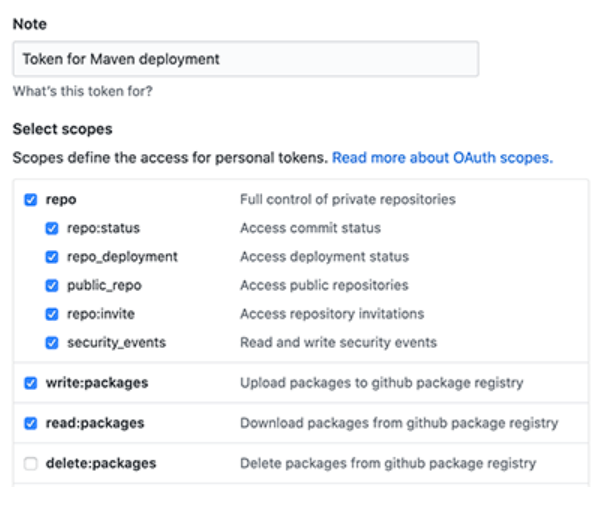 Note
Token for Maven deployment
What's this token for?
Select scopes
Scopes define the access for personal tokens. Read more about OAuth scopes.
repo Full control of private repositories
repo:status Access commit status
repo_deployment Access deployment status
public_repo Access public repositories
repo:invite Access repository invitations
security_events Read and write security events
write:packages Upload packages to github package registry
read:packages Download packages from github package registry
delete:packages Delete packages from github package registry